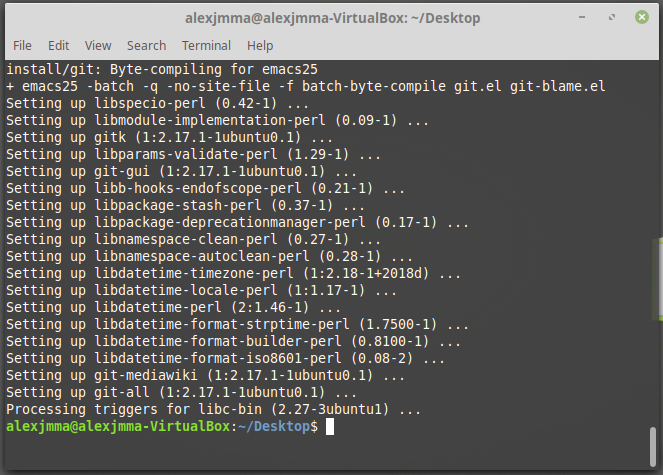 alexjmma@alexjmma-VirtualBox: ~/Desktop
File Edit View Search Terminal Help
install/git: Byte-compiling for emacs25
+ emacs25 -batch -q -no-site-file -f batch-byte-compile git.el git-blame.el
Setting up libspecio-perl (0.42-1) ...
Setting up libmodule-implementation-perl (0.09-1) ...
Setting up gitk (1:2.17.1-1ubuntu0.1) ...
Setting up libparams-validate-perl (1.29-1) ...
Setting up git-gui (1:2.17.1-1ubuntu0.1) ...
Setting up libb-hooks-endofscope-perl (0.21-1) ...
Setting up libpackage-stash-perl (0.37-1) ...
Setting up libpackage-deprecationmanager-perl (0.17-1) ...
Setting up libnamespace-clean-perl (0.27-1) ...
Setting up libnamespace-autoclean-perl (0.28-1) ...
Setting up libdatetime-timezone-perl (1:2.18-1+2018d) ...
Setting up libdatetime-locale-perl (1:1.17-1) ...
Setting up libdatetime-perl (2:1.46-1) ...
Setting up libdatetime-format-strptime-perl (1.7500-1) ...
Setting up libdatetime-format-builder-perl (0.8100-1) ...
Setting up libdatetime-format-iso8601-perl (0.08-2) ...
Setting up git-mediawiki (1:2.17.1-1ubuntu0.1) ...
Setting up git-all (1:2.17.1-1ubuntu0.1) ...
Processing triggers for libc-bin (2.27-3ubuntu1) ...
alexjmma@alexjmma-VirtualBox:~/Desktop$